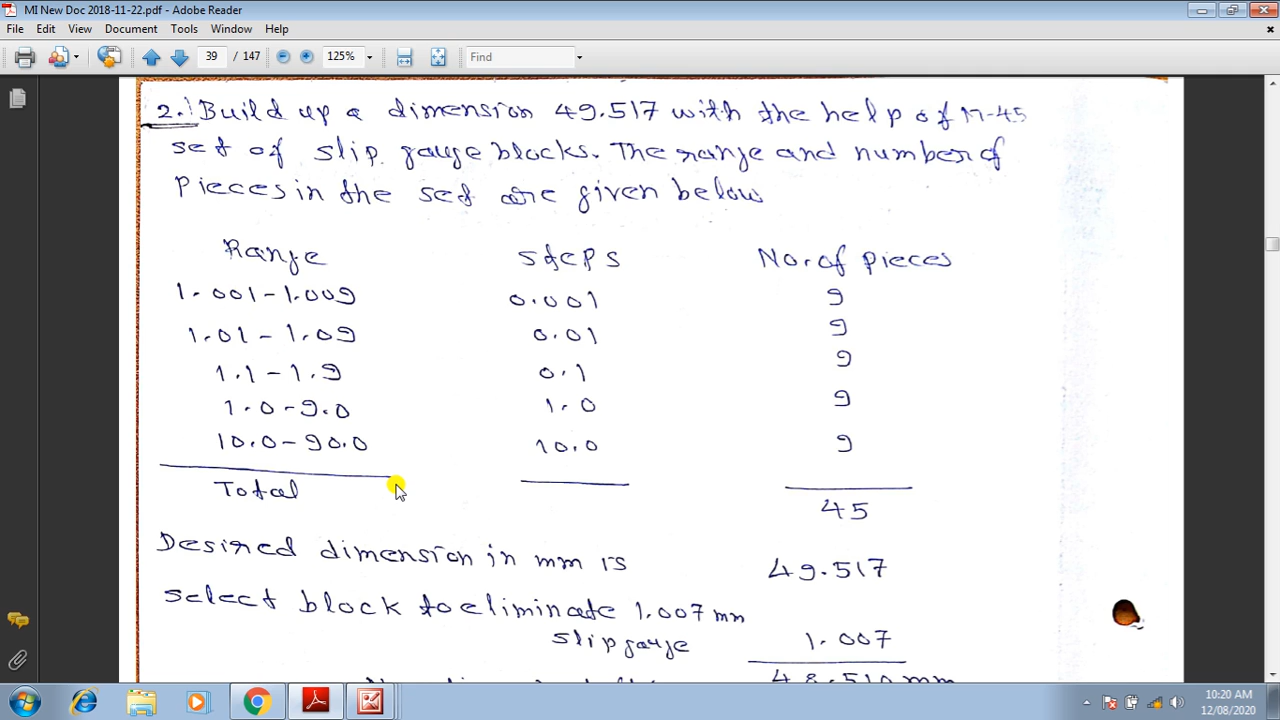 MI New Doc 2018-11-22.pdf - Adobe Reader
File Edit View Document Tools Window Help
39 / 147 125% Find
2. Build up a dimension 49.517 with the help of M-45
set of slip gauge blocks. The range and number of
Pieces in the set are given below
Range Steps No. of pieces
1.001-1.009 0.001 9
1.01-1.09 0.01 9
1.1-1.9 0.1 9
1.0-9.0 1.0 9
10.0-90.0 10.0 9
Total 45
Desired dimension in mm is 49.517
select block to eliminate 1.007 mm
slip gauge 1.007
48.510 mm
10:20 AM
12/08/2020